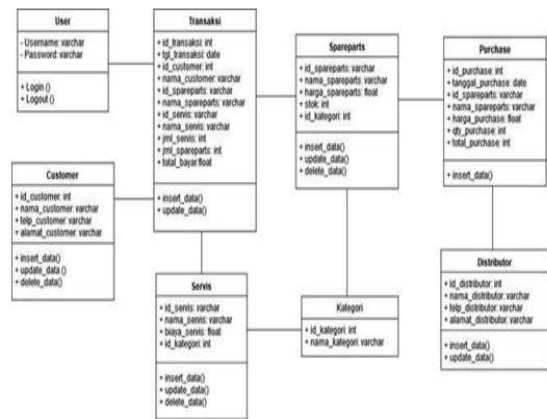 User
- Username: varchar
- Password: varchar
+ Login ()
+ Logout ()
Transaksi
+ id_transaksi: int
+ tgl_transaksi: date
+ id_customer: int
+ nama_customer: varchar
+ id_spareparts: varchar
+ nama_spareparts: varchar
+ id_servis: varchar
+ nama_servis: varchar
+ jml_servis: int
+ jml_spareparts: int
+ total_bayar:float
+ insert_data()
+ update_data()
Spareparts
+ id_spareparts: varchar
+ nama_spareparts: varchar
+ harga_spareparts: float
+ stok: int
+ id_kategori: int
+ insert_data()
+ update_data()
+ delete_data()
Purchase
+ id_purchase: int
+ tanggal_purchase: date
+ id_spareparts: varchar
+ nama_spareparts: varchar
+ harga_purchase: float
+ qty_purchase: int
+ total_purchase: int
+ insert_data()
Customer
+ id_customer: int
+ nama_customer: varchar
+ telp_customer: varchar
+ alamat_customer: varchar
+ insert_data()
+ update_data ()
+ delete_data()
Servis
+ id_servis: varchar
+ nama_servis: varchar
+ biaya_servis: float
+ id_kategori: int
+ insert_data()
+ update_data()
+ delete_data()
Kategori
+ id_kategori: int
+ nama_kategori: varchar
Distributor
+ id_distributor: int
+ nama_distributor: varchar
+ telp_distributor: varchar
+ alamat_distributor: varchar
+ insert_data()
+ update_data()